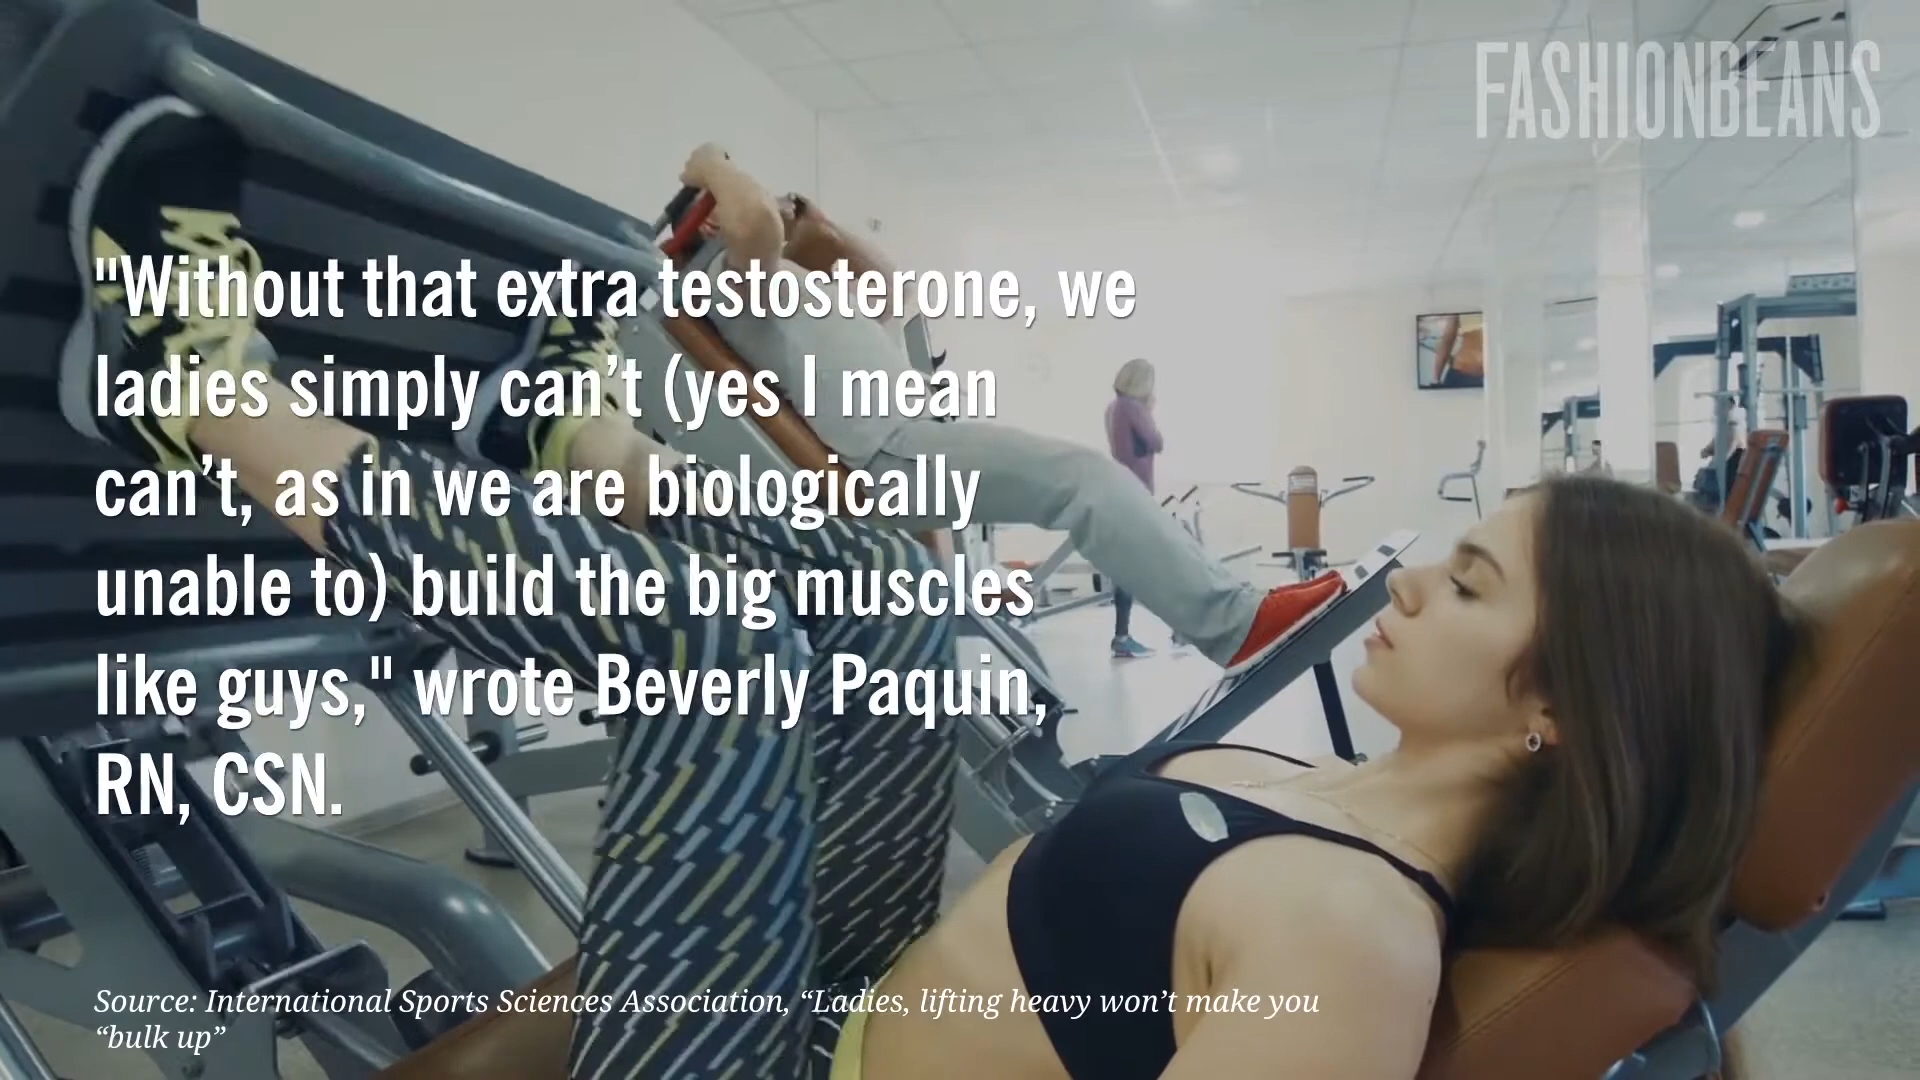 FASHIONBEANS
"Without that extra testosterone, we
ladies simply can’t (yes I mean
can’t, as in we are biologically
unable to) build the big muscles
like guys," wrote Beverly Paquin,
RN, CSN.
Source: International Sports Sciences Association, “Ladies, lifting heavy won’t make you
“bulk up”